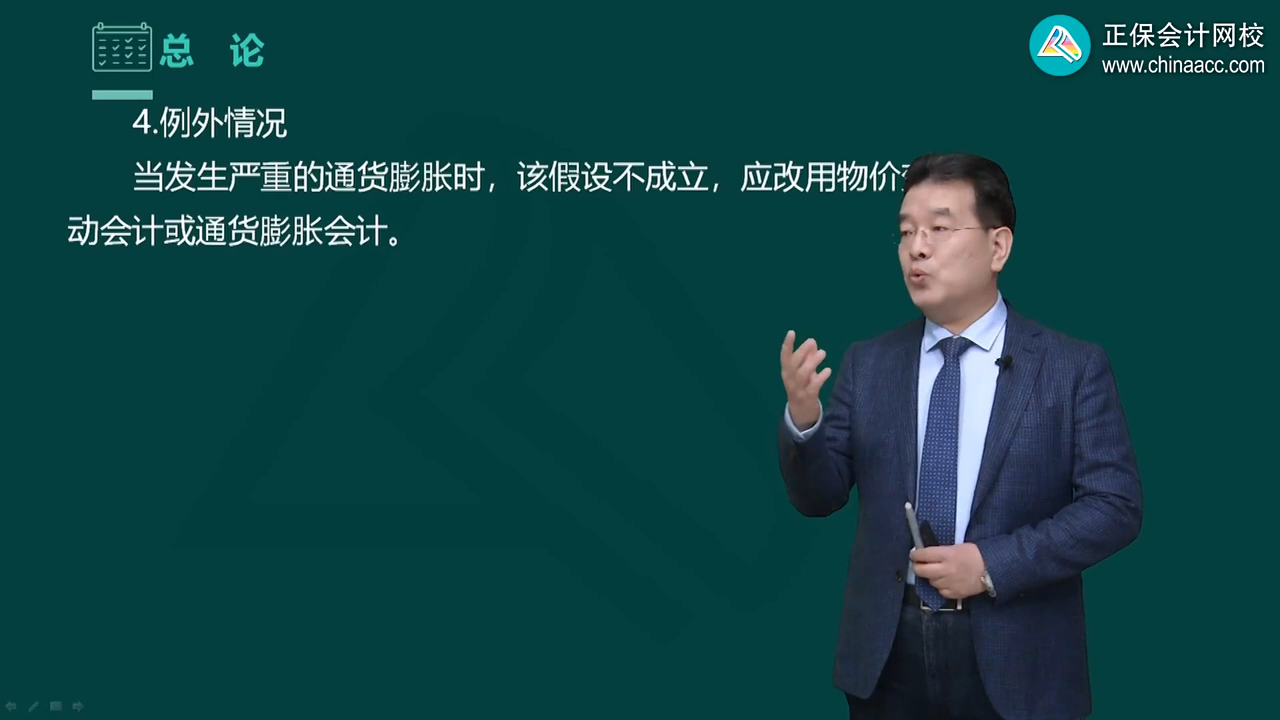 总 论
正保会计网校
www.chinaacc.com
4.例外情况
当发生严重的通货膨胀时，该假设不成立，应改用物价
动会计或通货膨胀会计。